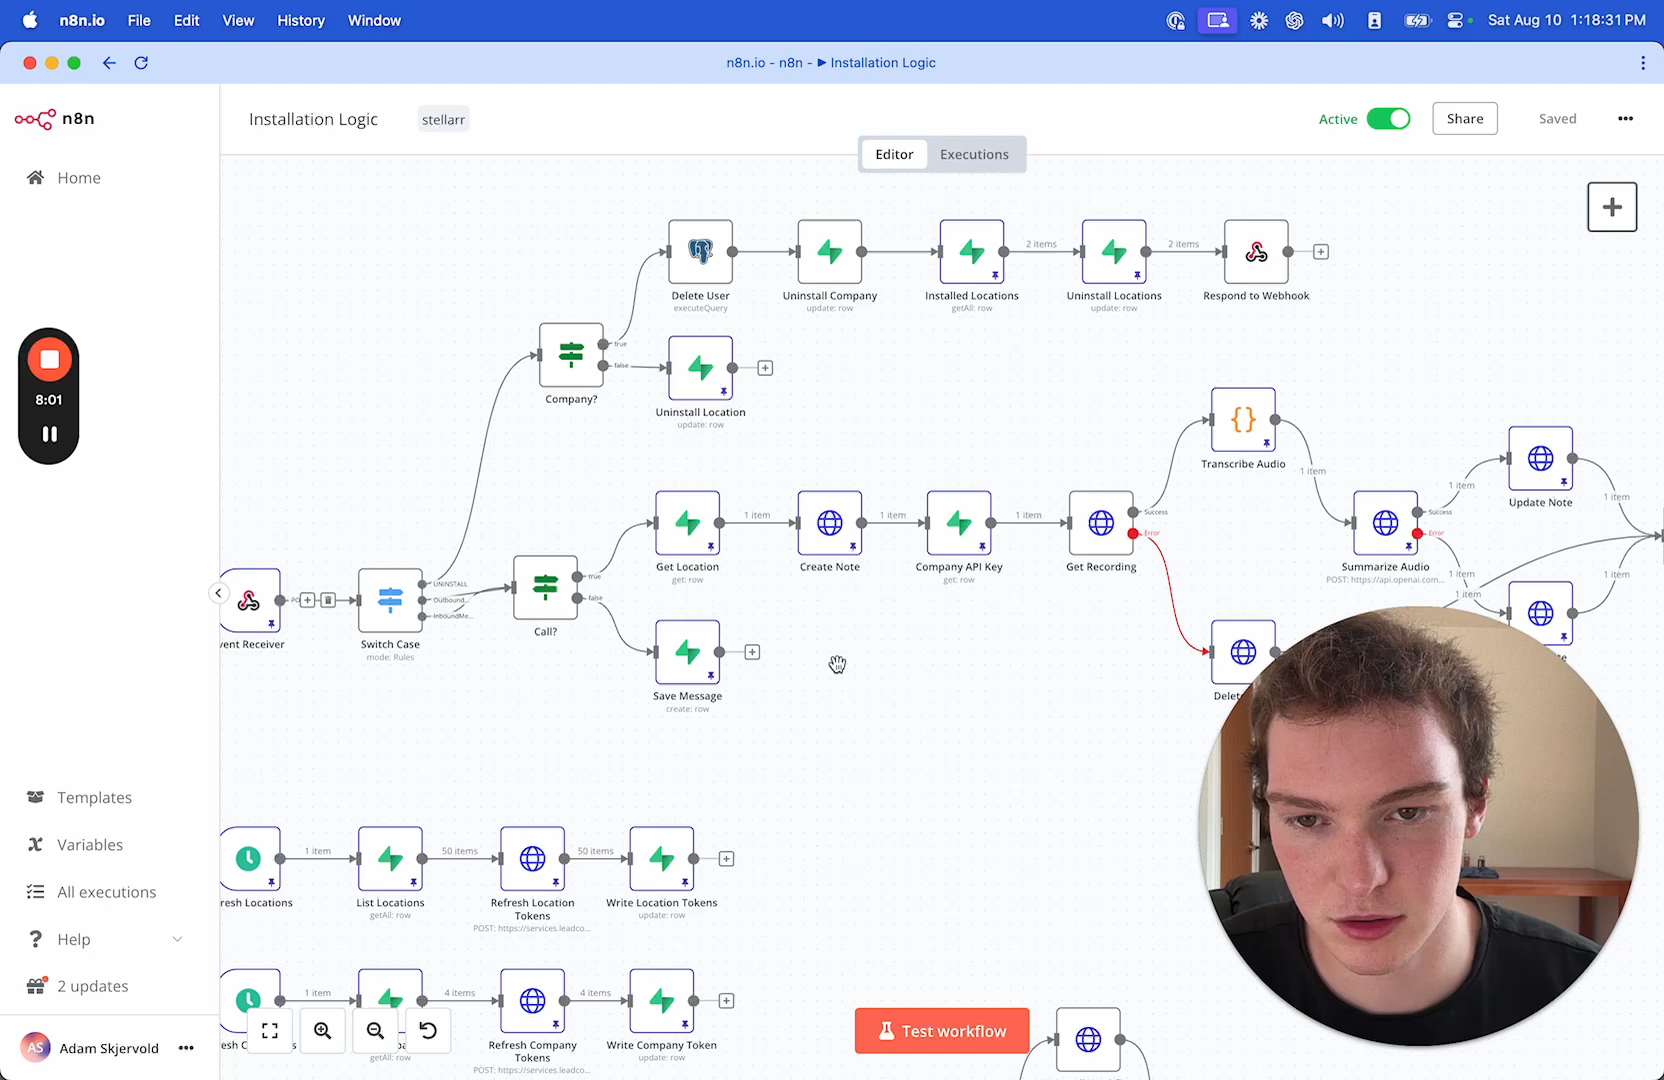 n8n.io File Edit View History Window Sat Aug 10 1:18:31 PM
n8n.io - n8n - ▶ Installation Logic
n8n
Installation Logic
stellarr
Active
Share
Saved
Editor
Executions
Home
8:01
Delete User
executeQuery
Uninstall Company
update: row
Installed Locations
getAll: row
2 items
Uninstall Locations
update: row
2 items
Respond to Webhook
Company?
true
false
Uninstall Location
update: row
Transcribe Audio
1 item
Update Note
1 item
1 item
Get Location
get: row
1 item
Create Note
1 item
Company API Key
get: row
1 item
Get Recording
Success
Error
Summarize Audio
POST: https://api.openai.com...
Success
Error
1 item
1 item
1 item
vent Receiver
PO
Switch Case
mode: Rules
UNINSTALL
Outbound...
InboundMe...
Call?
true
false
Save Message
create: row
Delet
te
resh Locations
1 item
List Locations
getAll: row
50 items
Refresh Location
Tokens
POST: https://services.leadco...
50 items
Write Location Tokens
update: row
1 item
getAll: row
4 items
Refresh Company
Tokens
POST: https://services.leadco...
4 items
Write Company Token
update: row
Templates
Variables
All executions
Help
2 updates
AS
Adam Skjervold
Test workflow